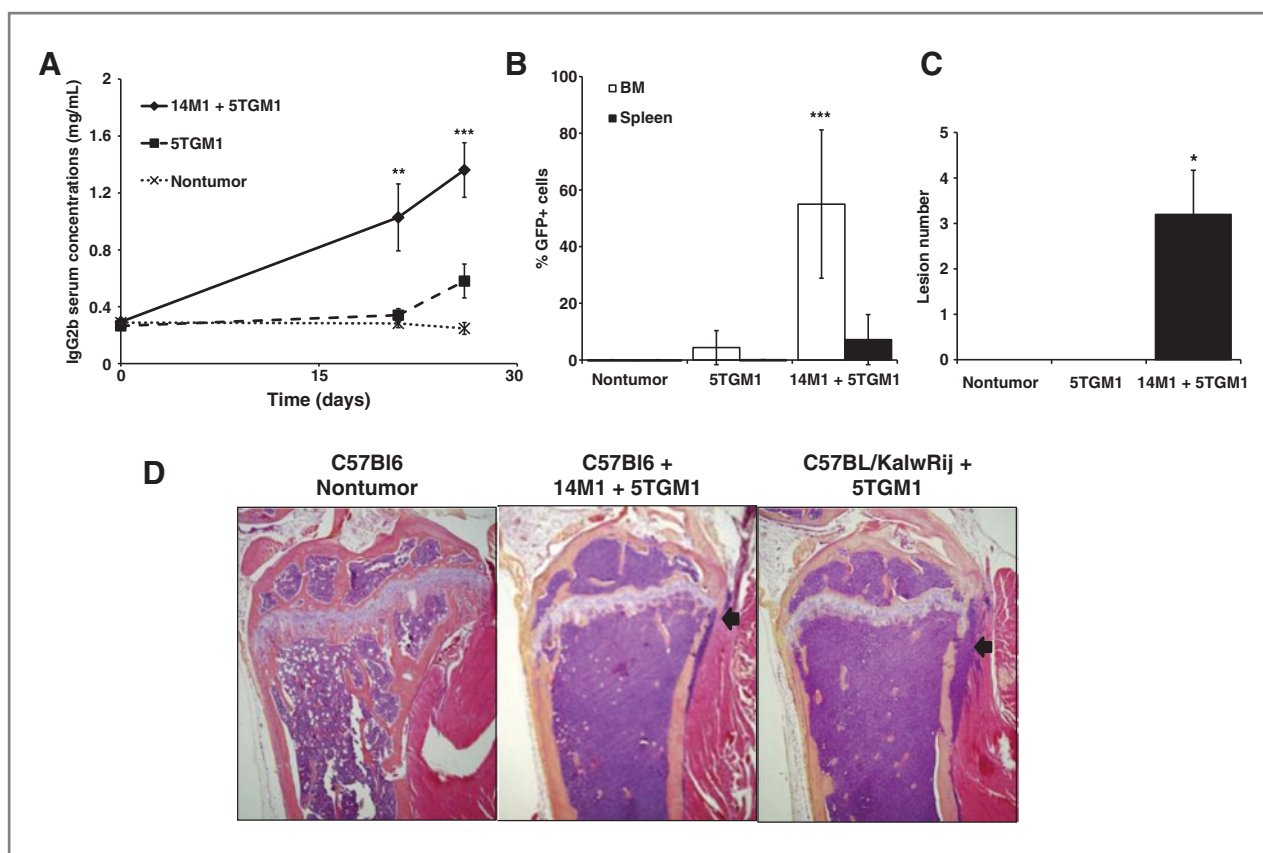 A
IgG2b serum concentrations (mg/mL)
2
1.6
1.2
0.8
0.4
0
14M1 + 5TGM1
5TGM1
Nontumor
**
***
0
15
30
Time (days)
B
% GFP+ cells
100
80
60
40
20
0
BM
Spleen
***
Nontumor
5TGM1
14M1 + 5TGM1
C
Lesion number
5
4
3
2
1
0
*
Nontumor
5TGM1
14M1 + 5TGM1
D
C57Bl6
Nontumor
C57Bl6 +
14M1 + 5TGM1
C57BL/KalwRij +
5TGM1